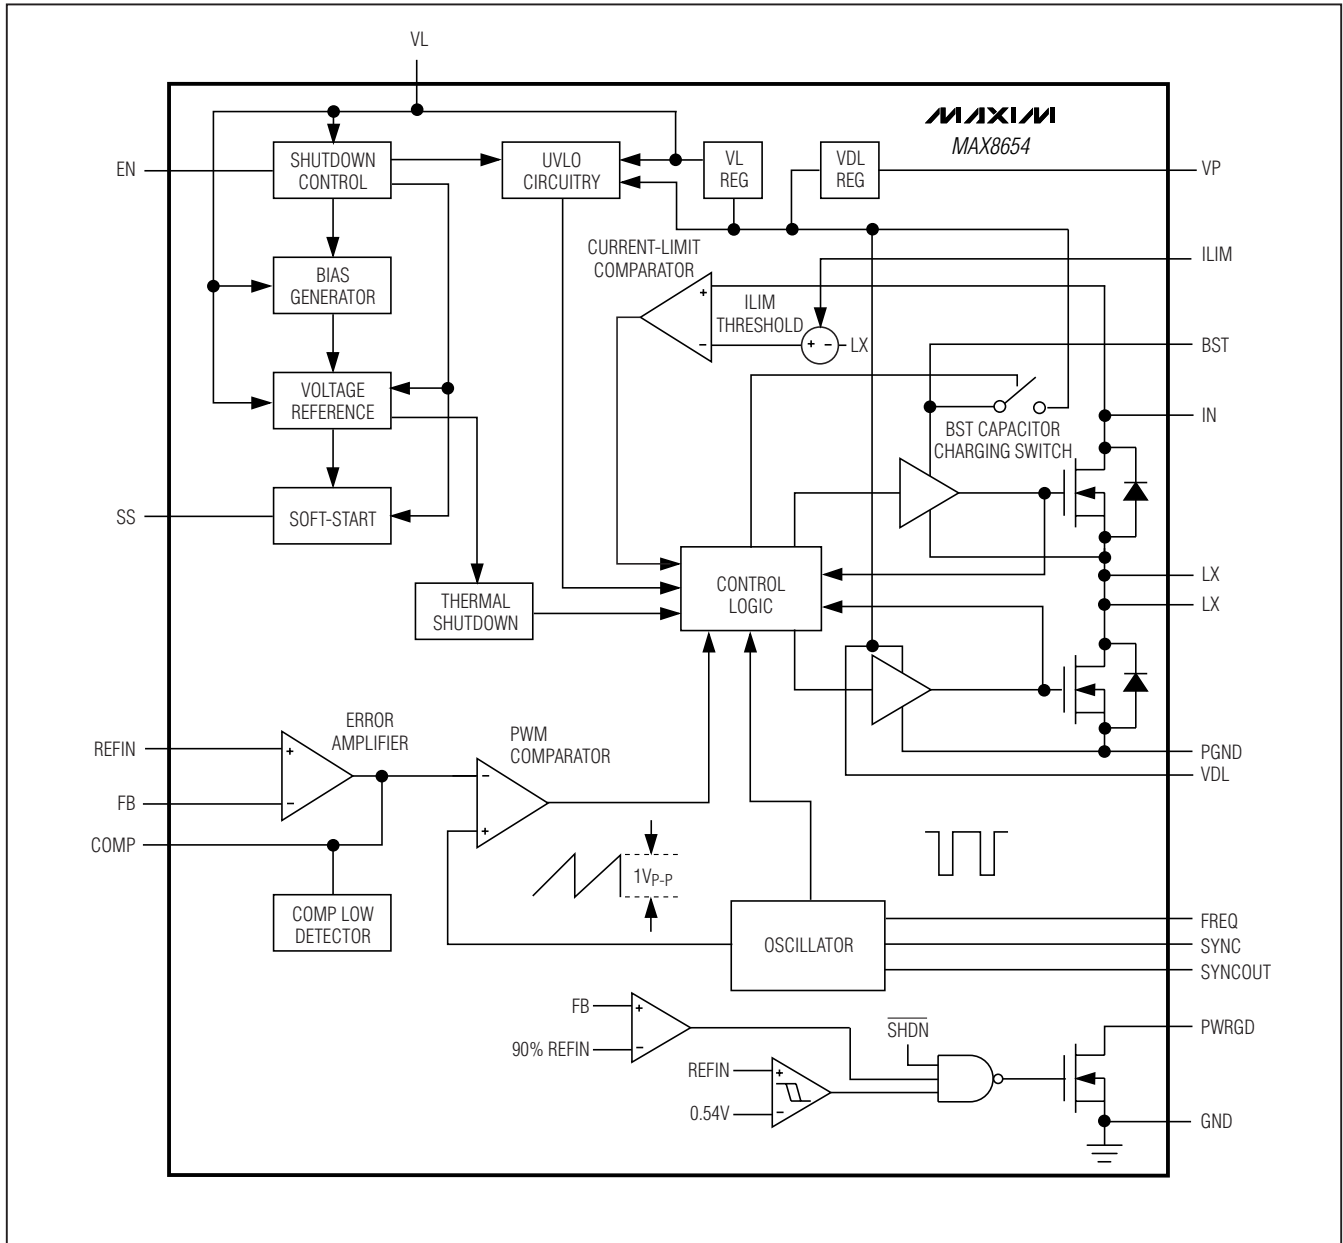 VL
MAXIM
MAX8654
EN
SHUTDOWN
CONTROL
UVLO
CIRCUITRY
VL
REG
VDL
REG
VP
CURRENT-LIMIT
COMPARATOR
ILIM
BIAS
GENERATOR
+
ILIM
THRESHOLD
−
+ −
LX
BST
VOLTAGE
REFERENCE
IN
BST CAPACITOR
CHARGING SWITCH
SS
SOFT-START
CONTROL
LOGIC
LX
LX
THERMAL
SHUTDOWN
ERROR
AMPLIFIER
PWM
COMPARATOR
REFIN
+
PGND
VDL
−
FB
−
+
COMP
1VP-P
COMP LOW
DETECTOR
OSCILLATOR
FREQ
SYNC
SYNCOUT
FB
+
SHDN
PWRGD
90% REFIN
−
REFIN
+
0.54V
−
GND